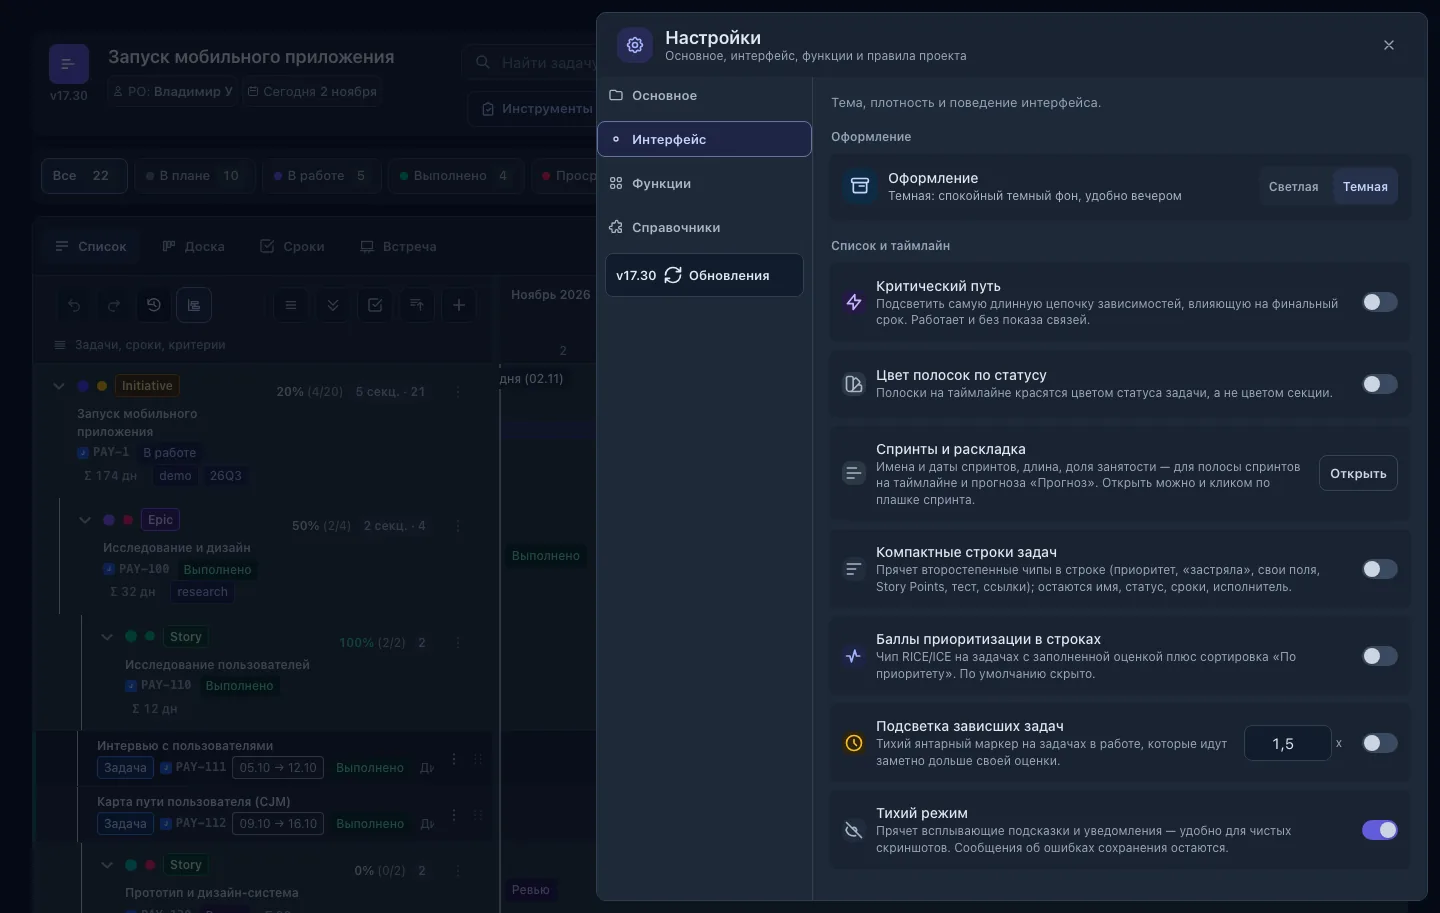 Запуск мобильного приложения
v17.30
РО: Владимир У
Сегодня 2 ноября
Найти задачу
Инструменты
Все 22
В плане 10
В работе 5
Выполнено 4
Проср
Список
Доска
Сроки
Встреча
Ноябрь 2026
2
дня (02.11)
Задачи, сроки, критерии
Initiative
20% (4/20) 5 секц. · 21
Запуск мобильного
приложения
PAY-1 В работе
Σ 174 дн demo 26Q3
Epic
50% (2/4) 2 секц. · 4
Исследование и дизайн
PAY-100 Выполнено
Σ 32 дн research
Выполнено
Story
100% (2/2) 2
Исследование пользователей
PAY-110 Выполнено
Σ 12 дн
Интервью с пользователями
Задача PAY-111 05.10 → 12.10 Выполнено Ди
Карта пути пользователя (CJM)
Задача PAY-112 09.10 → 16.10 Выполнено Ди
Story
0% (0/2) 2
Прототип и дизайн-система
Ревью
Настройки
Основное, интерфейс, функции и правила проекта
Основное
Интерфейс
Функции
Справочники
v17.30 Обновления
Тема, плотность и поведение интерфейса.
Оформление
Оформление
Темная: спокойный темный фон, удобно вечером
Светлая Темная
Список и таймлайн
Критический путь
Подсветить самую длинную цепочку зависимостей, влияющую на финальный
срок. Работает и без показа связей.
Цвет полосок по статусу
Полоски на таймлайне красятся цветом статуса задачи, а не цветом секции.
Спринты и раскладка
Имена и даты спринтов, длина, доля занятости — для полосы спринтов
на таймлайне и прогноза «Прогноз». Открыть можно и кликом по
плашке спринта.
Открыть
Компактные строки задач
Прячет второстепенные чипы в строке (приоритет, «застряла», свои поля,
Story Points, тест, ссылки); остаются имя, статус, сроки, исполнитель.
Баллы приоритизации в строках
Чип RICE/ICE на задачах с заполненной оценкой плюс сортировка «По
приоритету». По умолчанию скрыто.
Подсветка зависших задач
Тихий янтарный маркер на задачах в работе, которые идут
заметно дольше своей оценки.
1,5 x
Тихий режим
Прячет всплывающие подсказки и уведомления — удобно для чистых
скриншотов. Сообщения об ошибках сохранения остаются.